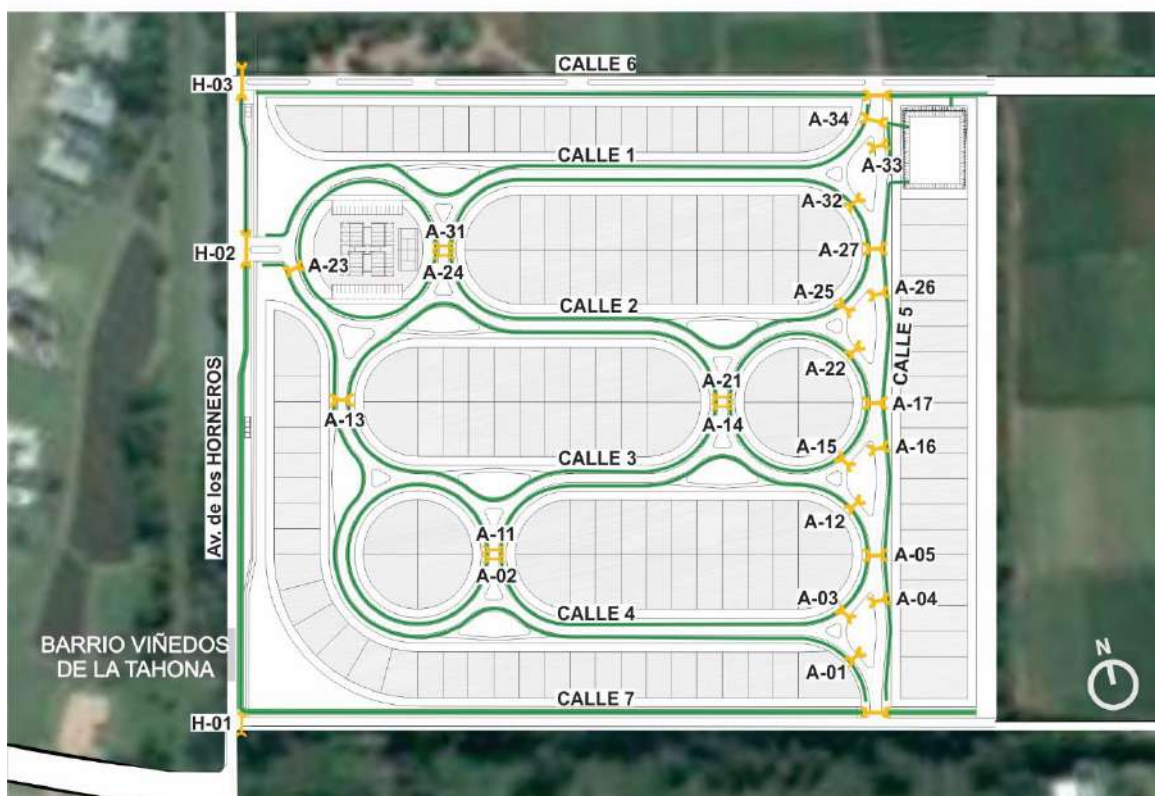 CALLE 6
H-03
A-34
CALLE 1
A-33
A-32
A-31
H-02
A-27
A-23
A-24
A-26
A-25
CALLE 2
CALLE 5
A-22
A-21
A-17
A-13
A-14
A-15
A-16
CALLE 3
Av. de los HORNEROS
A-12
A-11
A-05
A-02
A-03
A-04
CALLE 4
BARRIO VIÑEDOS
DE LA TAHONA
A-01
N
CALLE 7
H-01